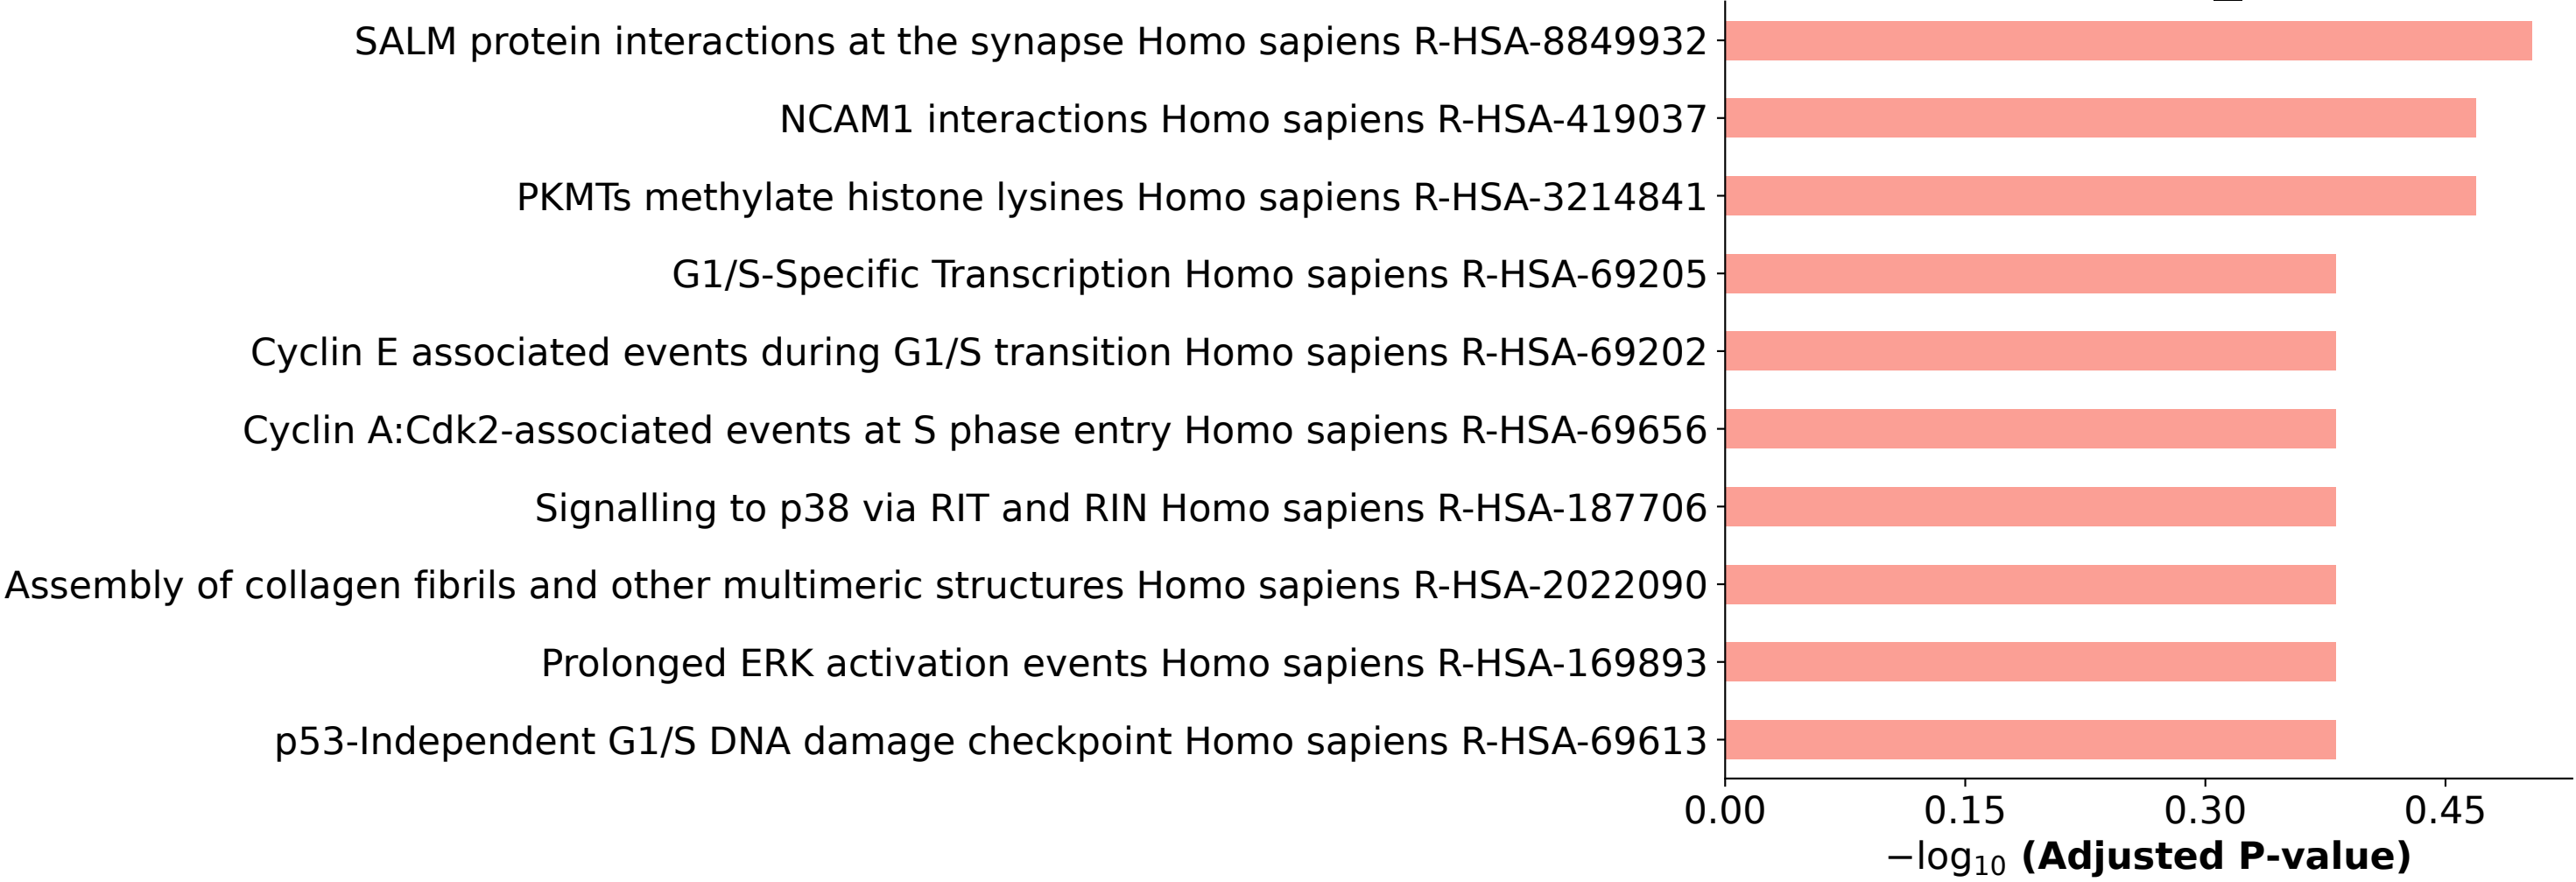 SALM protein interactions at the synapse Homo sapiens R-HSA-8849932
NCAM1 interactions Homo sapiens R-HSA-419037
PKMTs methylate histone lysines Homo sapiens R-HSA-3214841
G1/S-Specific Transcription Homo sapiens R-HSA-69205
Cyclin E associated events during G1/S transition Homo sapiens R-HSA-69202
Cyclin A:Cdk2-associated events at S phase entry Homo sapiens R-HSA-69656
Signalling to p38 via RIT and RIN Homo sapiens R-HSA-187706
Assembly of collagen fibrils and other multimeric structures Homo sapiens R-HSA-2022090
Prolonged ERK activation events Homo sapiens R-HSA-169893
p53-Independent G1/S DNA damage checkpoint Homo sapiens R-HSA-69613
0.00 0.15 0.30 0.45
−log₁₀ (Adjusted P-value)